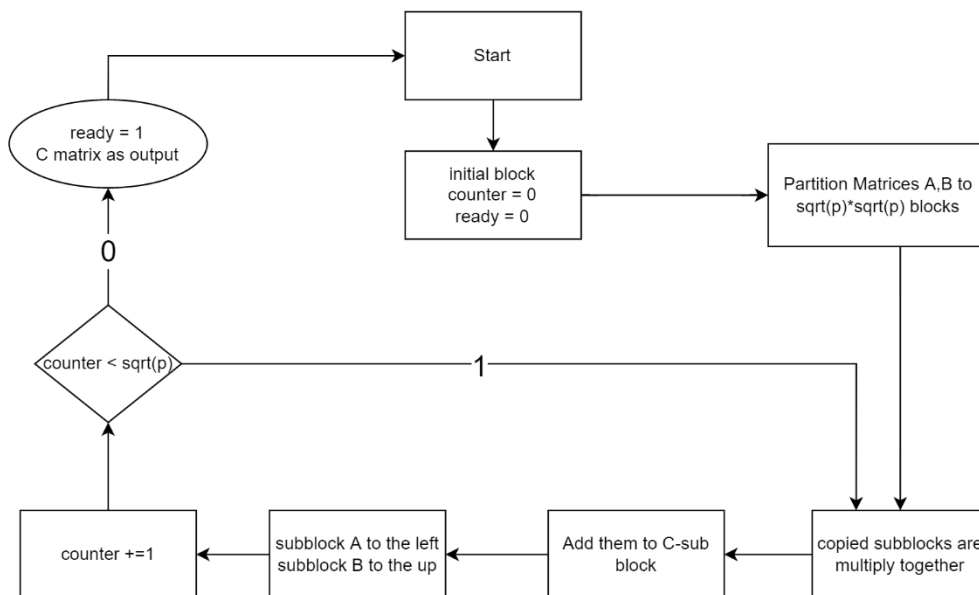 Start
ready = 1
C matrix as output
initial block
counter = 0
ready = 0
Partition Matrices A,B to
sqrt(p)*sqrt(p) blocks
0
counter < sqrt(p)
1
counter +=1
subblock A to the left
subblock B to the up
Add them to C-sub
block
copied subblocks are
multiply together